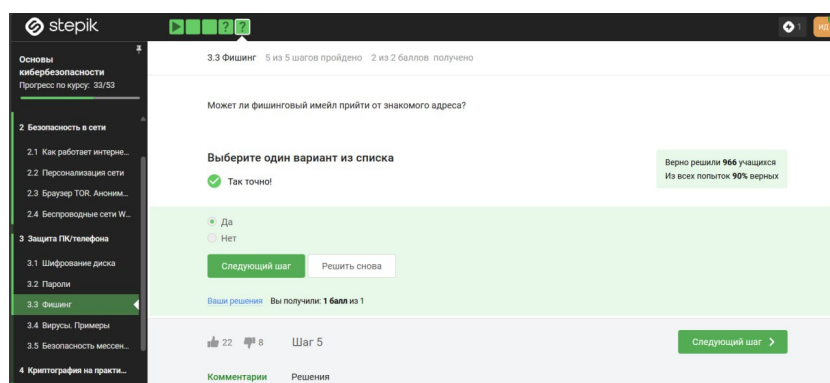 stepik
? ?
1
ИД
Основы
кибербезопасности
Прогресс по курсу: 33/53
3.3 Фишинг 5 из 5 шагов пройдено 2 из 2 баллов получено
Может ли фишинговый имейл прийти от знакомого адреса?
2 Безопасность в сети
2.1 Как работает интерне...
2.2 Персонализация сети
2.3 Браузер TOR. Аноним...
2.4 Беспроводные сети W...
3 Защита ПК/телефона
3.1 Шифрование диска
3.2 Пароли
3.3 Фишинг
3.4 Вирусы. Примеры
3.5 Безопасность мессен...
4 Криптография на практи...
Выберите один вариант из списка
Так точно!
Верно решили 966 учащихся
Из всех попыток 90% верных
Да
Нет
Следующий шаг Решить снова
Ваши решения Вы получили: 1 балл из 1
22 8 Шаг 5 Следующий шаг
Комментарии Решения